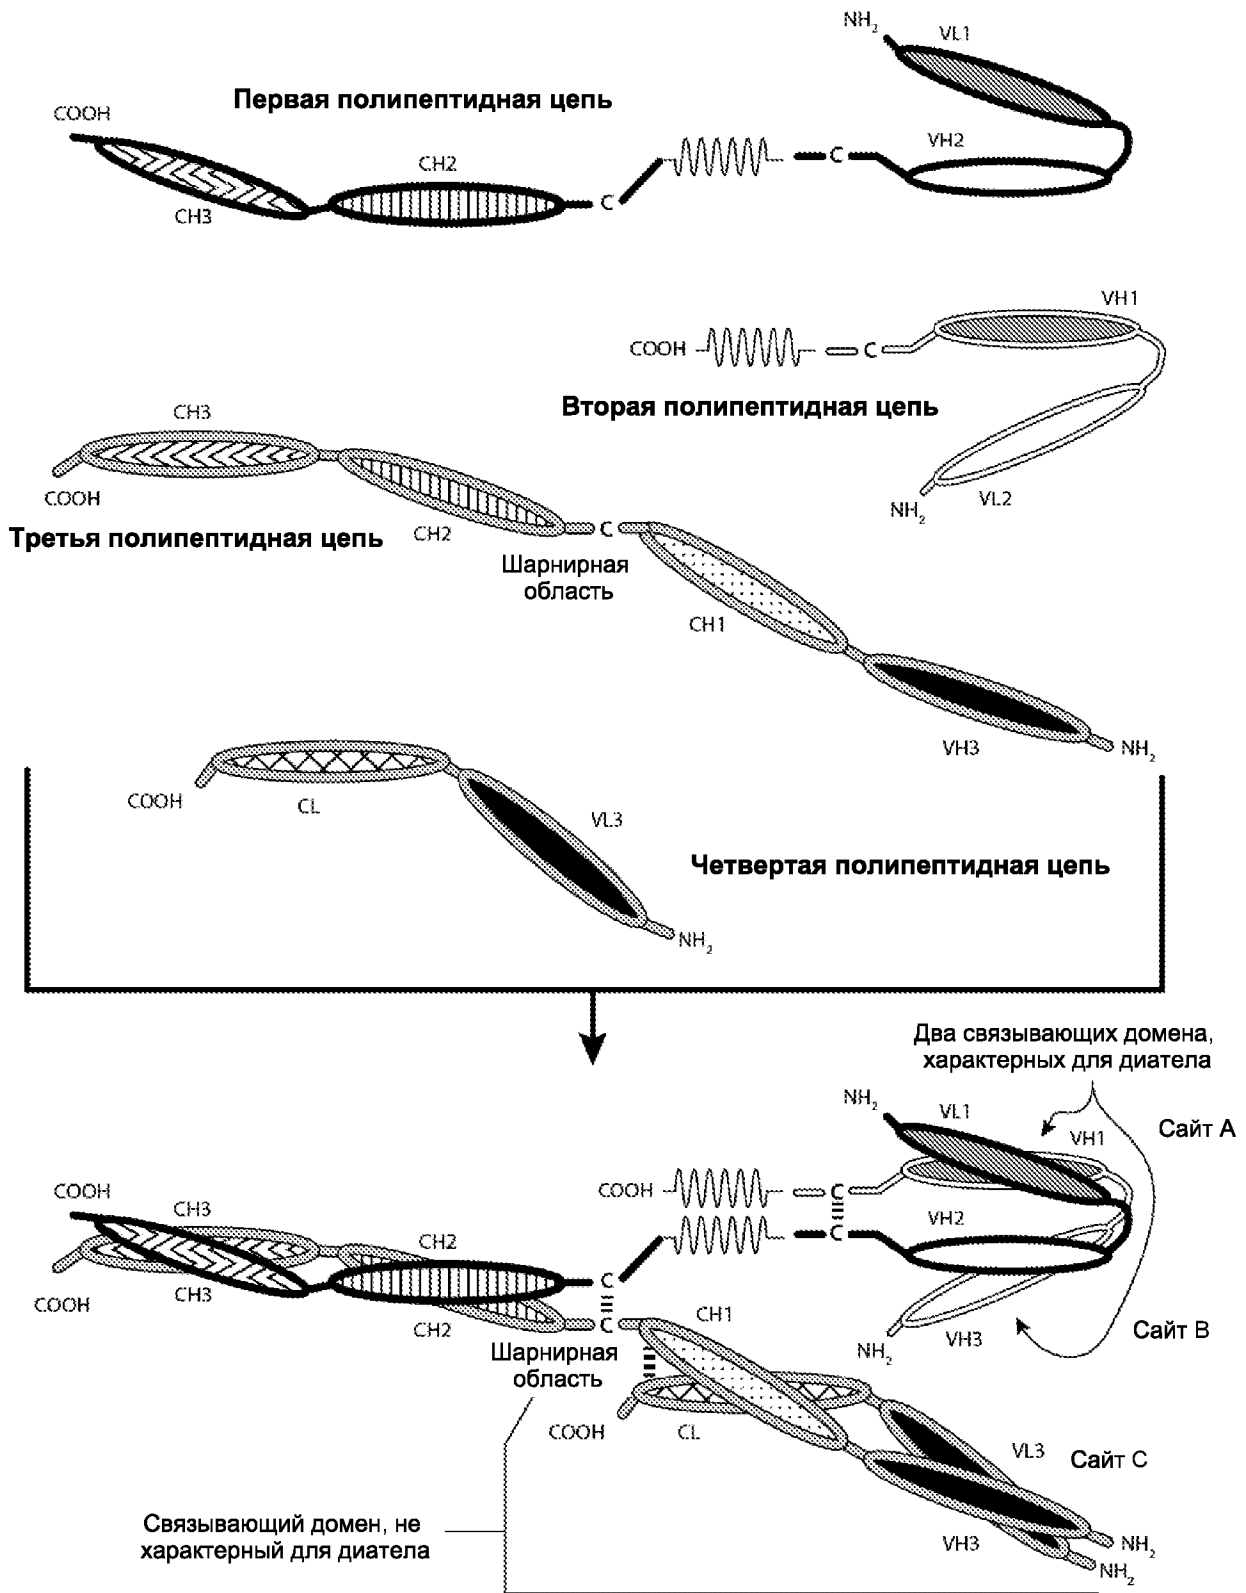 NH2
VL1
Первая полипептидная цепь
COOH
CH2
C
VH2
CH3
C
VH1
COOH
C
Вторая полипептидная цепь
CH3
COOH
VL2
NH2
Третья полипептидная цепь
CH2
C
Шарнирная
область
CH1
VH3
NH2
COOH
CL
VL3
Четвертая полипептидная цепь
NH2
Два связывающих домена,
характерных для диатела
NH2
VL1
VH1
Сайт A
COOH
CH3
COOH
C
CH2
C
VH2
COOH
CH3
CH2
C
C
CH1
NH2
VH3
Сайт B
Шарнирная
область
COOH
CL
VL3
Сайт C
Связывающий домен, не
характерный для диатела
VH3
NH2
NH2